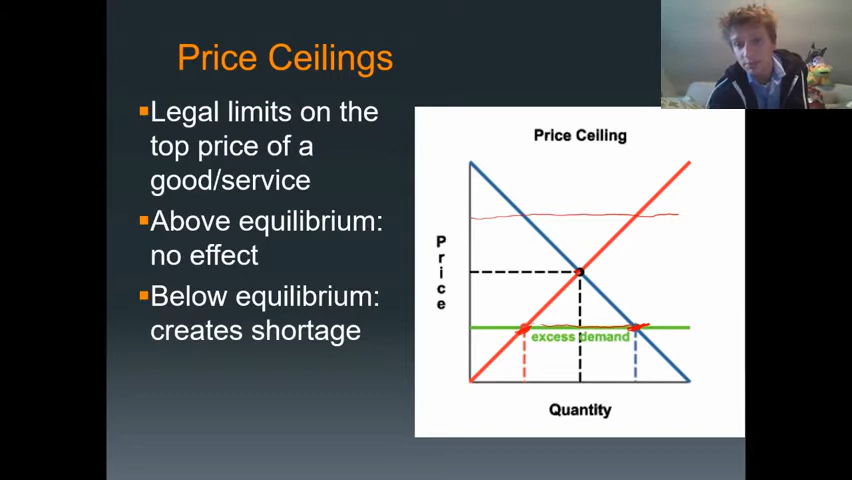 Price Ceilings
▪Legal limits on the
top price of a
good/service
▪Above equilibrium:
no effect
▪Below equilibrium:
creates shortage
Price Ceiling
Price
excess demand
Quantity